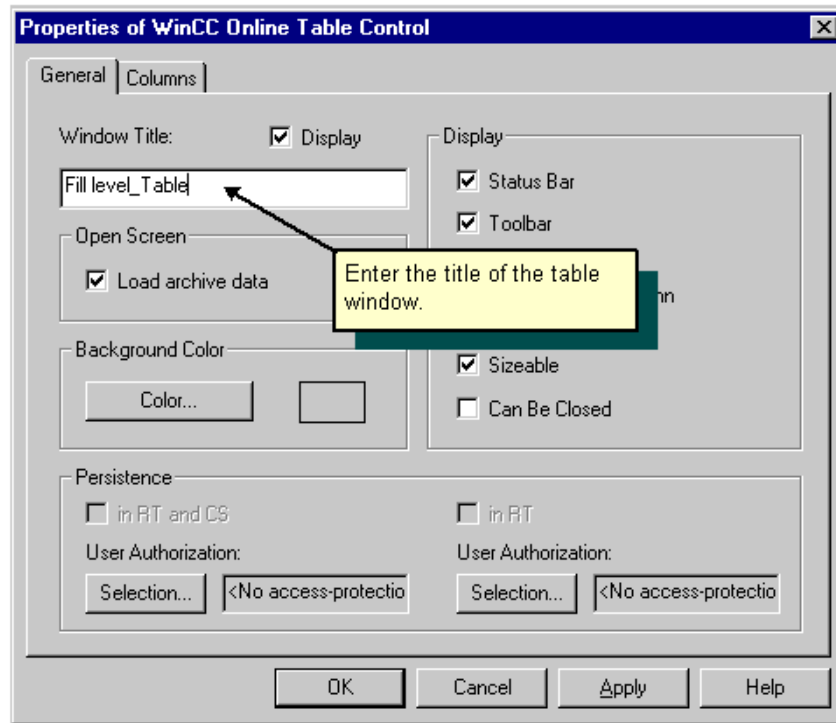 Properties of WinCC Online Table Control
General Columns
Window Title: Display
Fill level_Table
Open Screen
Load archive data
Background Color
Color...
Display
Status Bar
Toolbar
Enter the title of the table
window.
Sizeable
Can Be Closed
Persistence
in RT and CS in RT
User Authorization: User Authorization:
Selection... <No access-protectio Selection... <No access-protectio
OK Cancel Apply Help